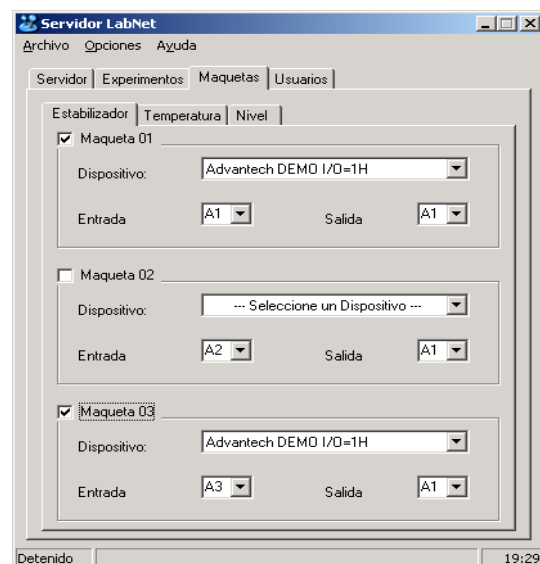 Servidor LabNet
Archivo Opciones Ayuda
Servidor Experimentos Maquetas Usuarios
Estabilizador Temperatura Nivel
Maqueta 01
Dispositivo: Advantech DEMO I/O=1H
Entrada A1 Salida A1
Maqueta 02
Dispositivo: --- Seleccione un Dispositivo ---
Entrada A2 Salida A1
Maqueta 03
Dispositivo: Advantech DEMO I/O=1H
Entrada A3 Salida A1
Detenido 19:29